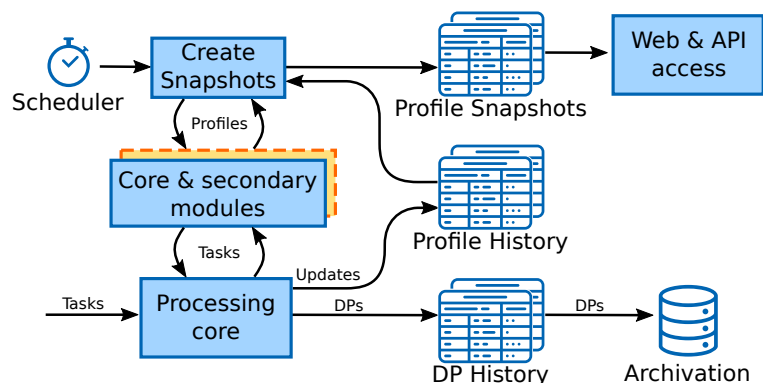 Scheduler
Create
Snapshots
Profile Snapshots
Web & API
access
Profiles
Core & secondary
modules
Profile History
Tasks
Updates
Tasks
Processing
core
DPs
DP History
DPs
Archivation